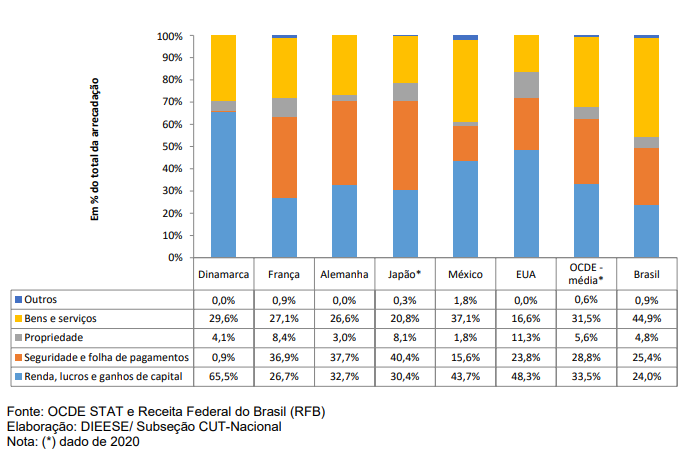 Em % do total da arrecadação
100%
90%
80%
70%
60%
50%
40%
30%
20%
10%
0%
Dinamarca França Alemanha Japão* México EUA OCDE - média* Brasil
Outros 0,0% 0,9% 0,0% 0,3% 1,8% 0,0% 0,6% 0,9%
Bens e serviços 29,6% 27,1% 26,6% 20,8% 37,1% 16,6% 31,5% 44,9%
Propriedade 4,1% 8,4% 3,0% 8,1% 1,8% 11,3% 5,6% 4,8%
Seguridade e folha de pagamentos 0,9% 36,9% 37,7% 40,4% 15,6% 23,8% 28,8% 25,4%
Renda, lucros e ganhos de capital 65,5% 26,7% 32,7% 30,4% 43,7% 48,3% 33,5% 24,0%
Fonte: OCDE STAT e Receita Federal do Brasil (RFB)
Elaboração: DIEESE/ Subseção CUT-Nacional
Nota: (*) dado de 2020